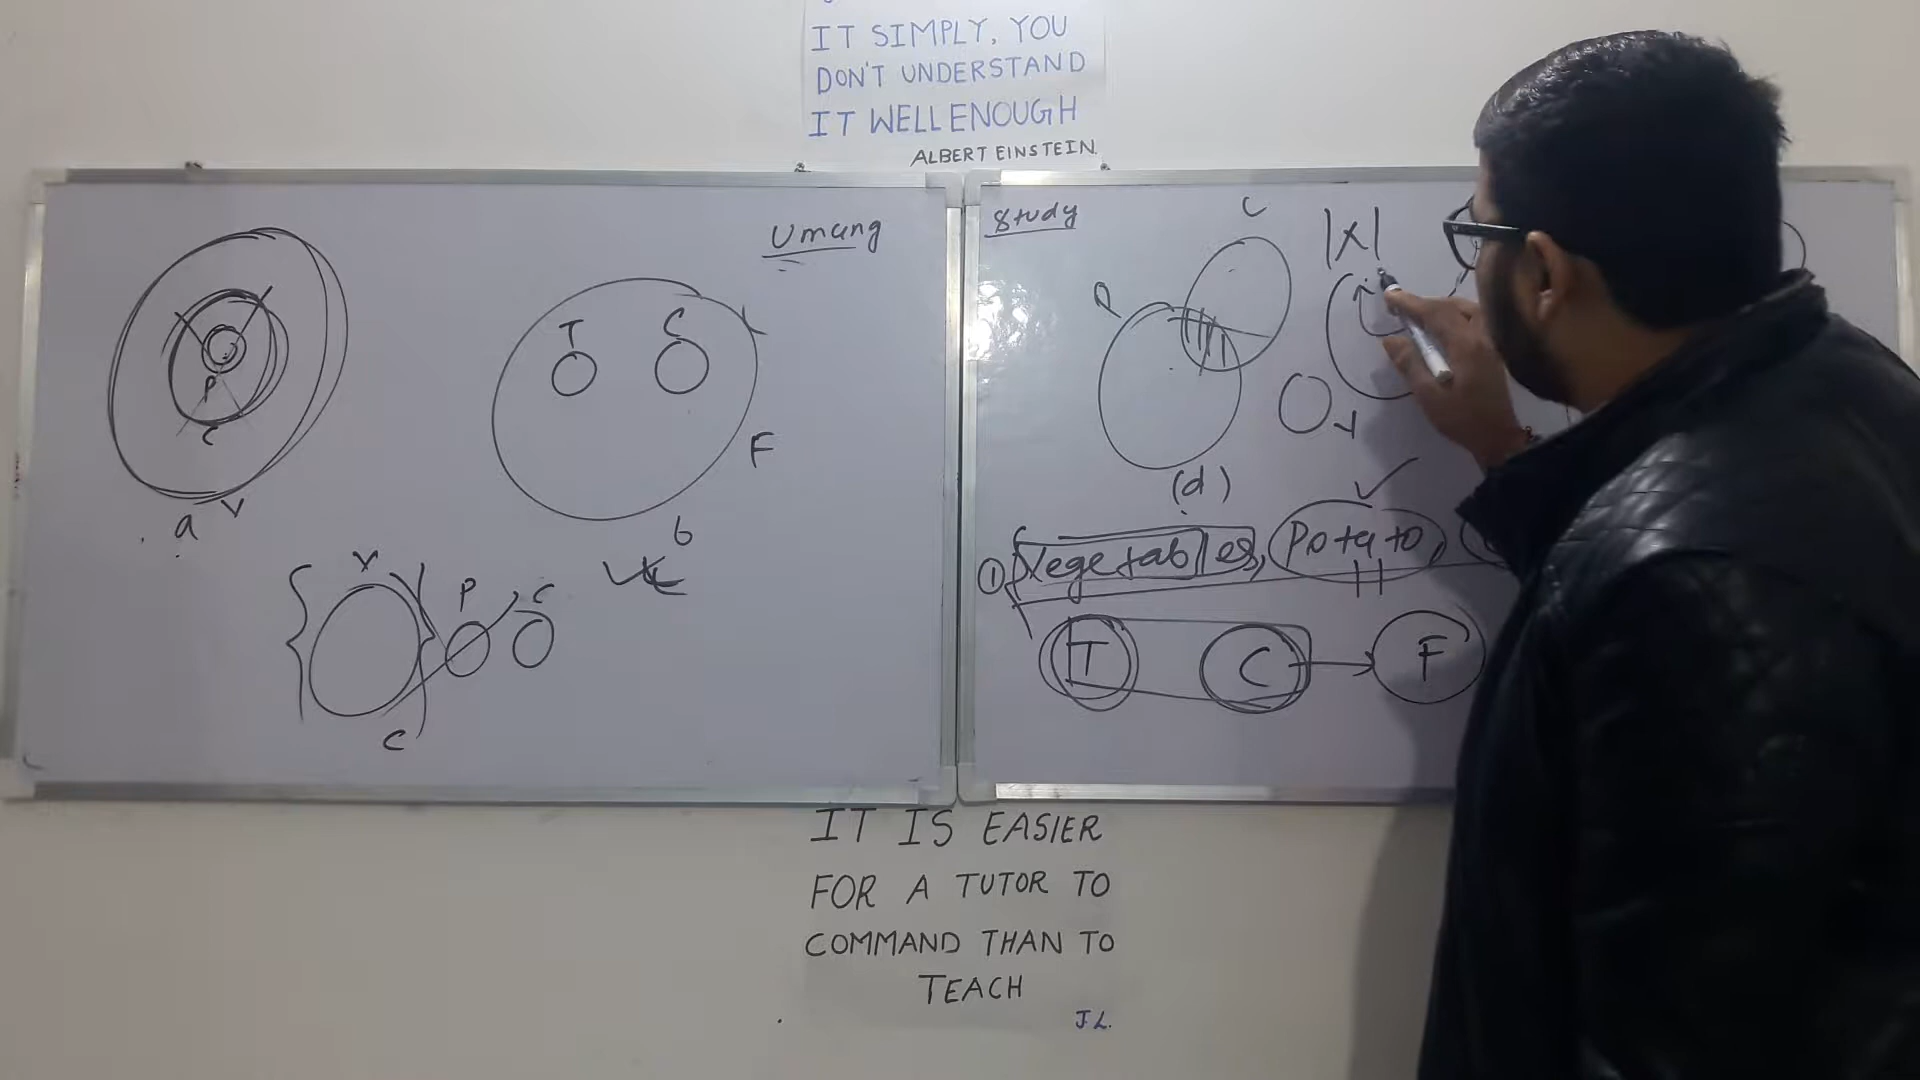 IT SIMPLY, YOU
DON'T UNDERSTAND
IT WELL ENOUGH
ALBERT EINSTEIN.
Umang
T
C
F
b
P
C
a
V
V
P
C
C
Study
C
P
|X|
(d)
① Vegetables, Potato,
T
C
F
IT IS EASIER
FOR A TUTOR TO
COMMAND THAN TO
TEACH
J.L.